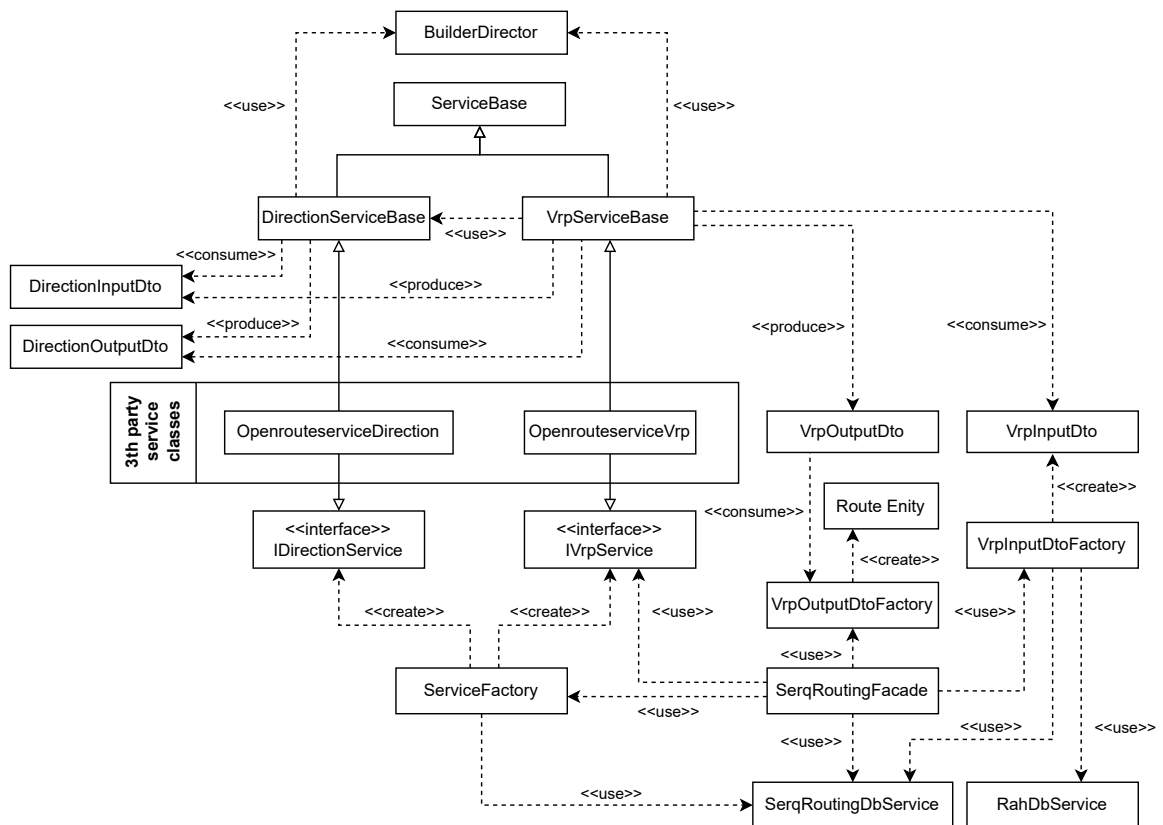 BuilderDirector
<<use>>
<<use>>
ServiceBase
DirectionServiceBase
VrpServiceBase
<<use>>
<<consume>>
DirectionInputDto
<<produce>>
<<produce>>
<<produce>>
<<consume>>
DirectionOutputDto
<<consume>>
3th party
service
classes
OpenrouteserviceDirection
OpenrouteserviceVrp
VrpOutputDto
VrpInputDto
<<create>>
<<consume>>
Route Enity
<<interface>>
IDirectionService
<<interface>>
IVrpService
VrpInputDtoFactory
<<create>>
VrpOutputDtoFactory
<<create>>
<<create>>
<<use>>
<<use>>
<<use>>
ServiceFactory
SerqRoutingFacade
<<use>>
<<use>>
<<use>>
<<use>>
<<use>>
SerqRoutingDbService
RahDbService